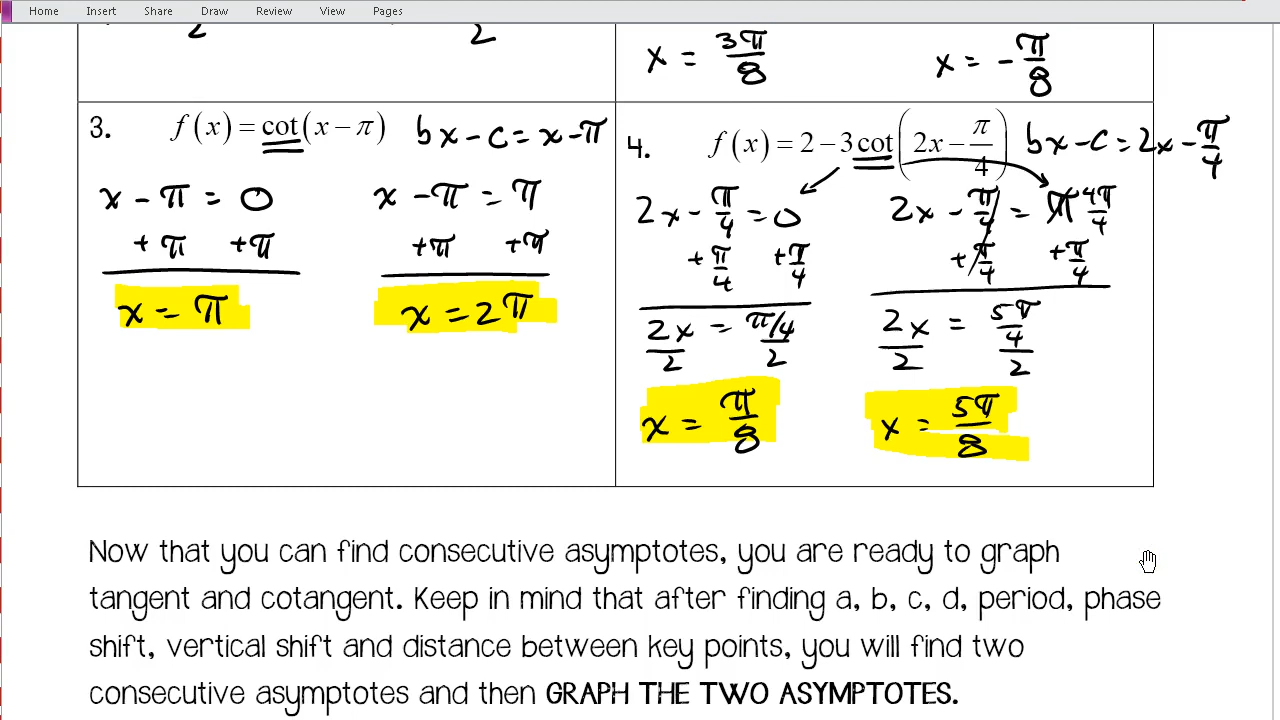 Home Insert Share Draw Review View Pages
2 2
x = 3π/8 x = -π/8
3. f(x) = cot(x − π) bx − c = x − π
x − π = 0 x − π = π
+π +π +π +π
x = π x = 2π
4. f(x) = 2 − 3cot(2x − π/4) bx − c = 2x − π/4
2x − π/4 = 0 2x − π/4 = π 4π/4
+π/4 +π/4 +π/4 +π/4
2x/2 = π/4/2 2x/2 = 5π/4/2
x = π/8 x = 5π/8
Now that you can find consecutive asymptotes, you are ready to graph
tangent and cotangent. Keep in mind that after finding a, b, c, d, period, phase
shift, vertical shift and distance between key points, you will find two
consecutive asymptotes and then GRAPH THE TWO ASYMPTOTES.